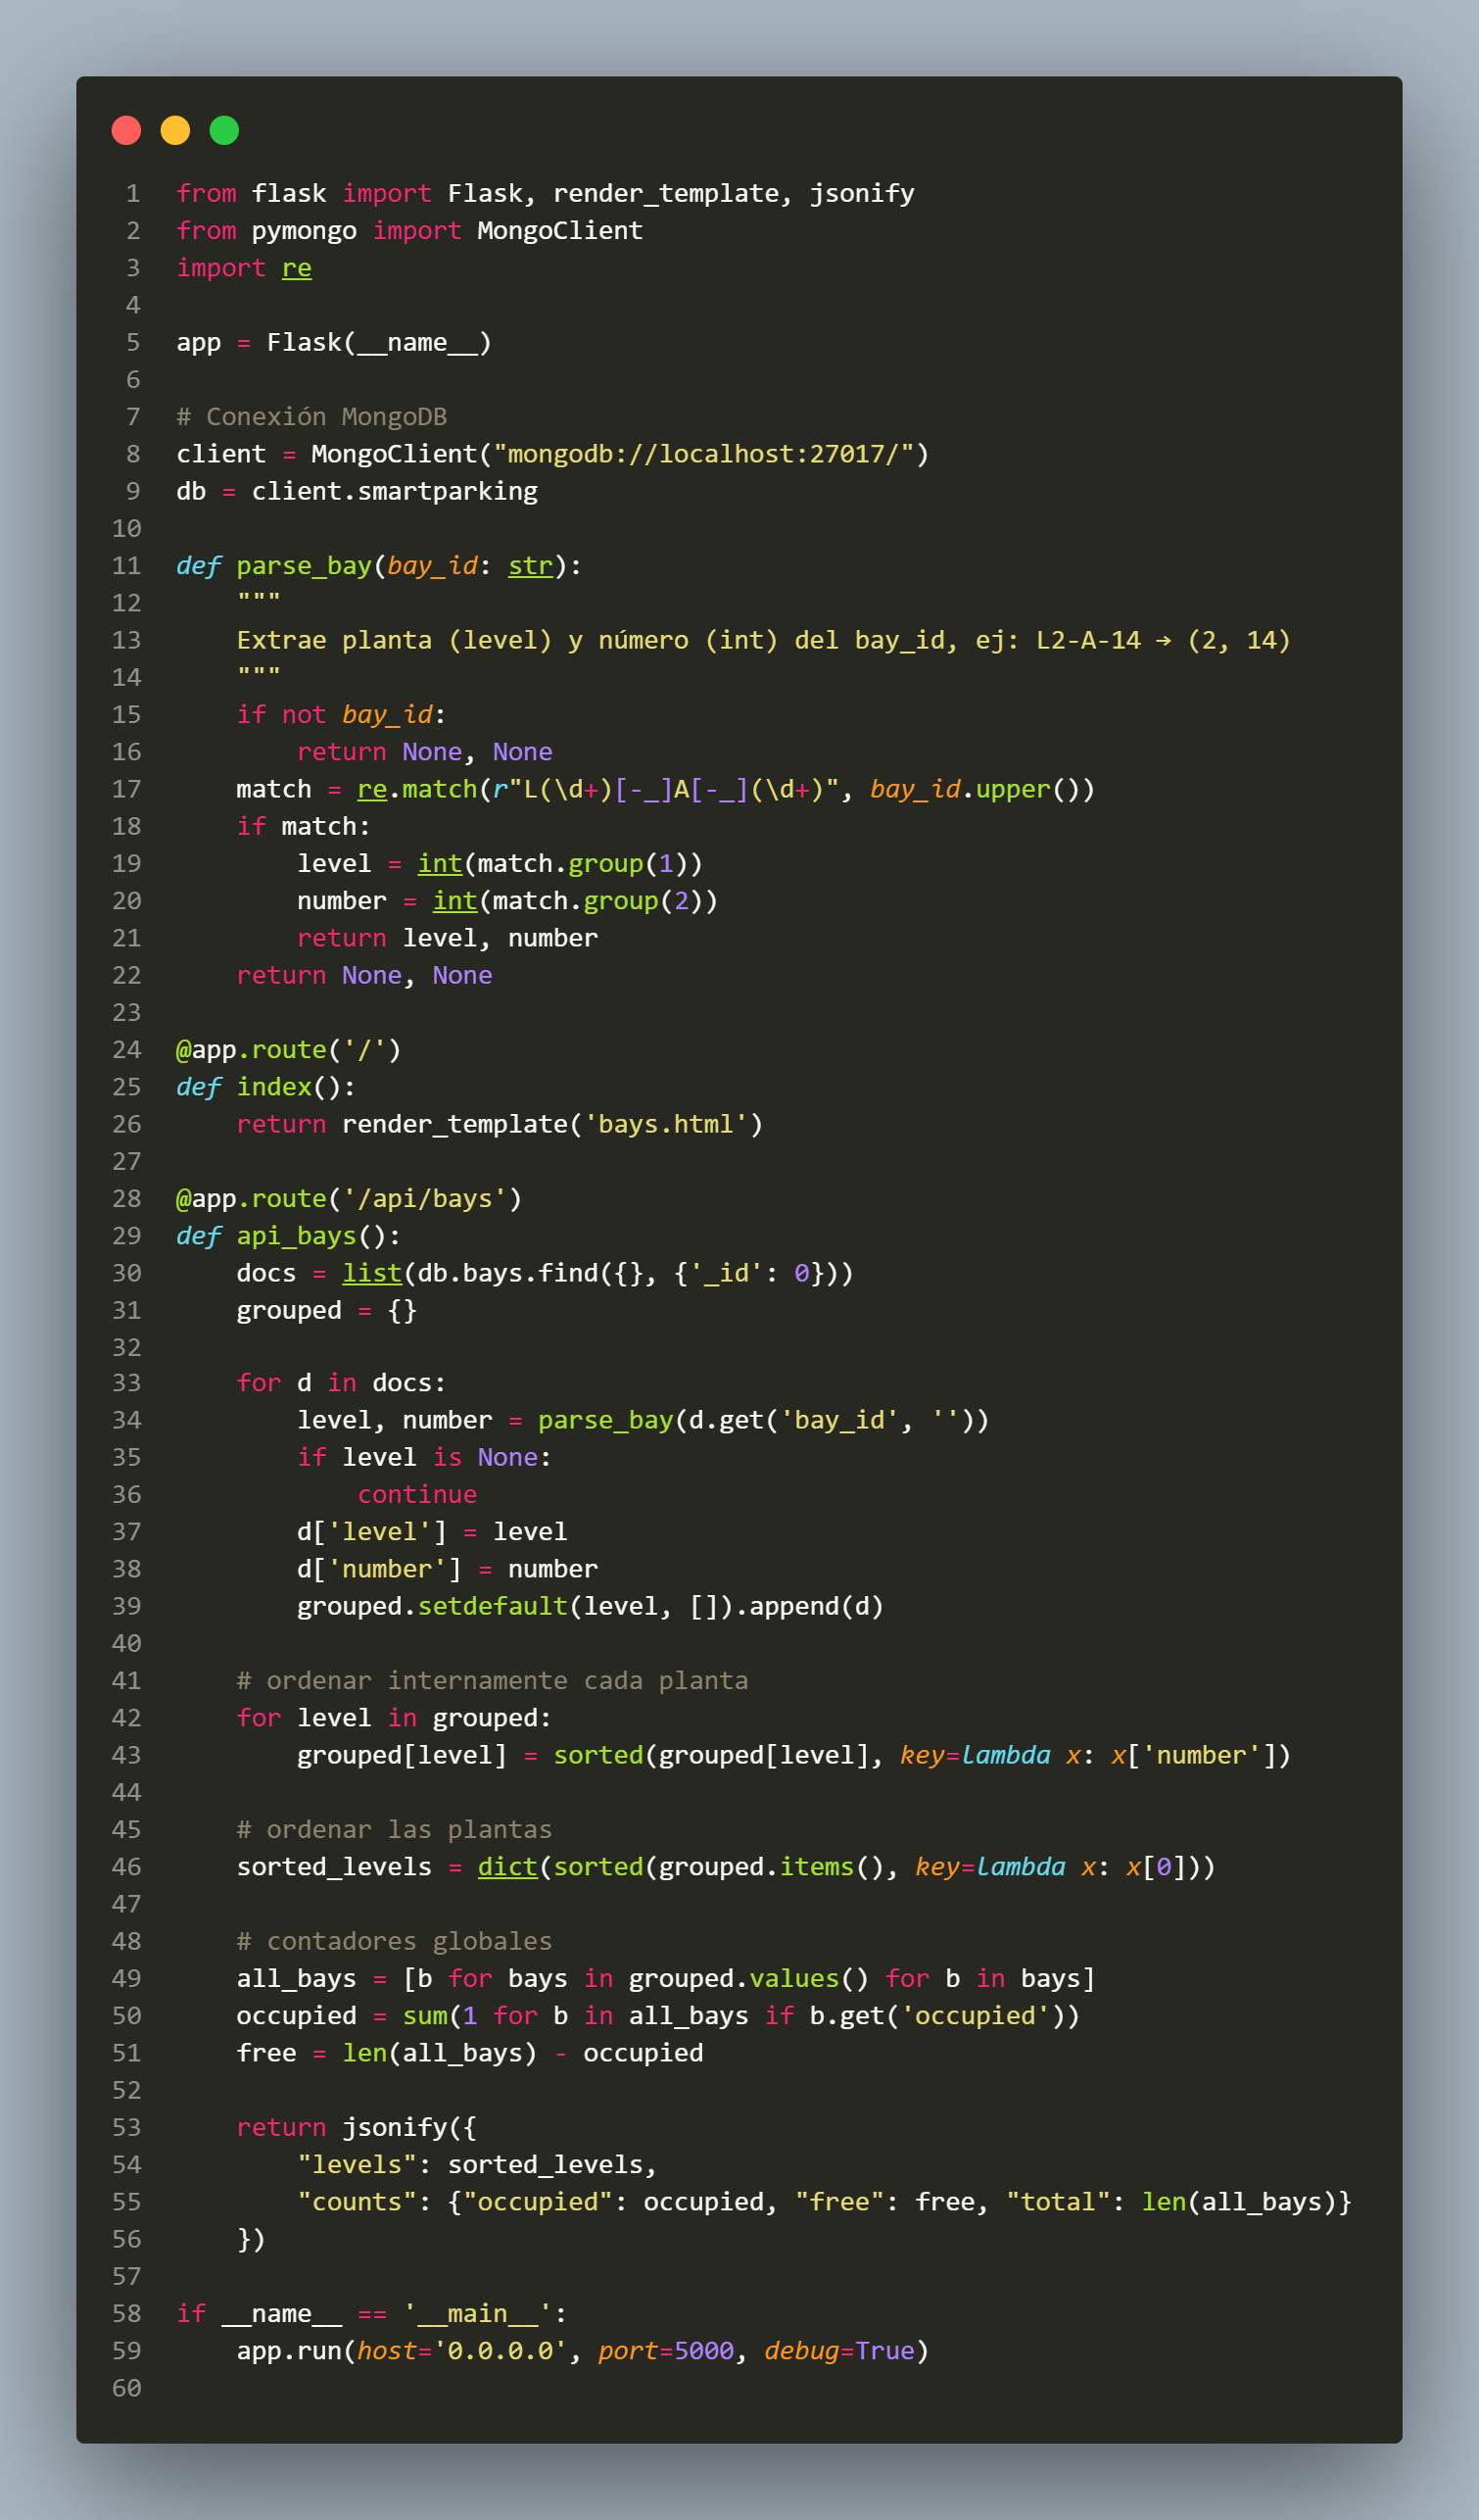 1 from flask import Flask, render_template, jsonify
2 from pymongo import MongoClient
3 import re
4
5 app = Flask(__name__)
6
7 # Conexión MongoDB
8 client = MongoClient("mongodb://localhost:27017/")
9 db = client.smartparking
10
11 def parse_bay(bay_id: str):
12     """
13     Extrae planta (level) y número (int) del bay_id, ej: L2-A-14 → (2, 14)
14     """
15     if not bay_id:
16         return None, None
17     match = re.match(r"L(\d+)[-_]A[-_](\d+)", bay_id.upper())
18     if match:
19         level = int(match.group(1))
20         number = int(match.group(2))
21         return level, number
22     return None, None
23
24 @app.route('/')
25 def index():
26     return render_template('bays.html')
27
28 @app.route('/api/bays')
29 def api_bays():
30     docs = list(db.bays.find({}, {'_id': 0}))
31     grouped = {}
32
33     for d in docs:
34         level, number = parse_bay(d.get('bay_id', ''))
35         if level is None:
36             continue
37         d['level'] = level
38         d['number'] = number
39         grouped.setdefault(level, []).append(d)
40
41     # ordenar internamente cada planta
42     for level in grouped:
43         grouped[level] = sorted(grouped[level], key=lambda x: x['number'])
44
45     # ordenar las plantas
46     sorted_levels = dict(sorted(grouped.items(), key=lambda x: x[0]))
47
48     # contadores globales
49     all_bays = [b for bays in grouped.values() for b in bays]
50     occupied = sum(1 for b in all_bays if b.get('occupied'))
51     free = len(all_bays) - occupied
52
53     return jsonify({
54         "levels": sorted_levels,
55         "counts": {"occupied": occupied, "free": free, "total": len(all_bays)}
56     })
57
58 if __name__ == '__main__':
59     app.run(host='0.0.0.0', port=5000, debug=True)
60